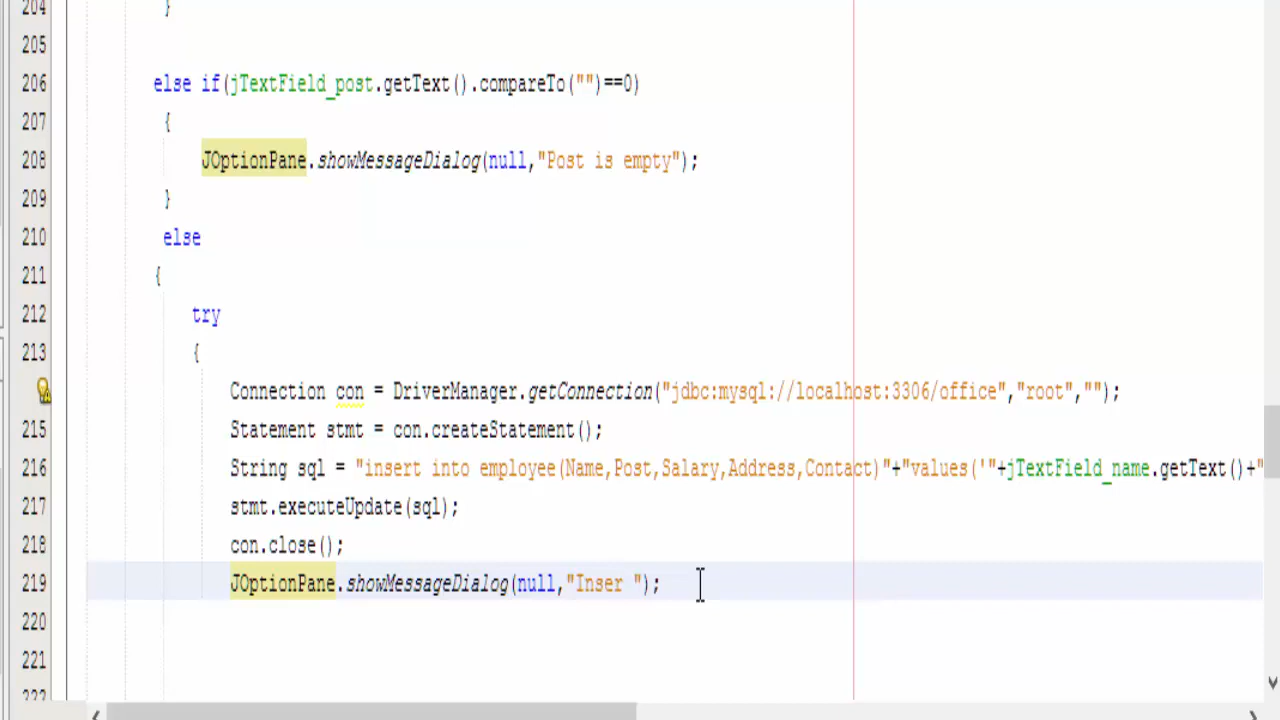 204 }
205
206 else if(jTextField_post.getText().compareTo("")==0)
207 {
208 JOptionPane.showMessageDialog(null,"Post is empty");
209 }
210 else
211 {
212 try
213 {
Connection con = DriverManager.getConnection("jdbc:mysql://localhost:3306/office","root","");
215 Statement stmt = con.createStatement();
216 String sql = "insert into employee(Name,Post,Salary,Address,Contact)"+"values('"+jTextField_name.getText()+"
217 stmt.executeUpdate(sql);
218 con.close();
219 JOptionPane.showMessageDialog(null,"Inser ");
220
221
222